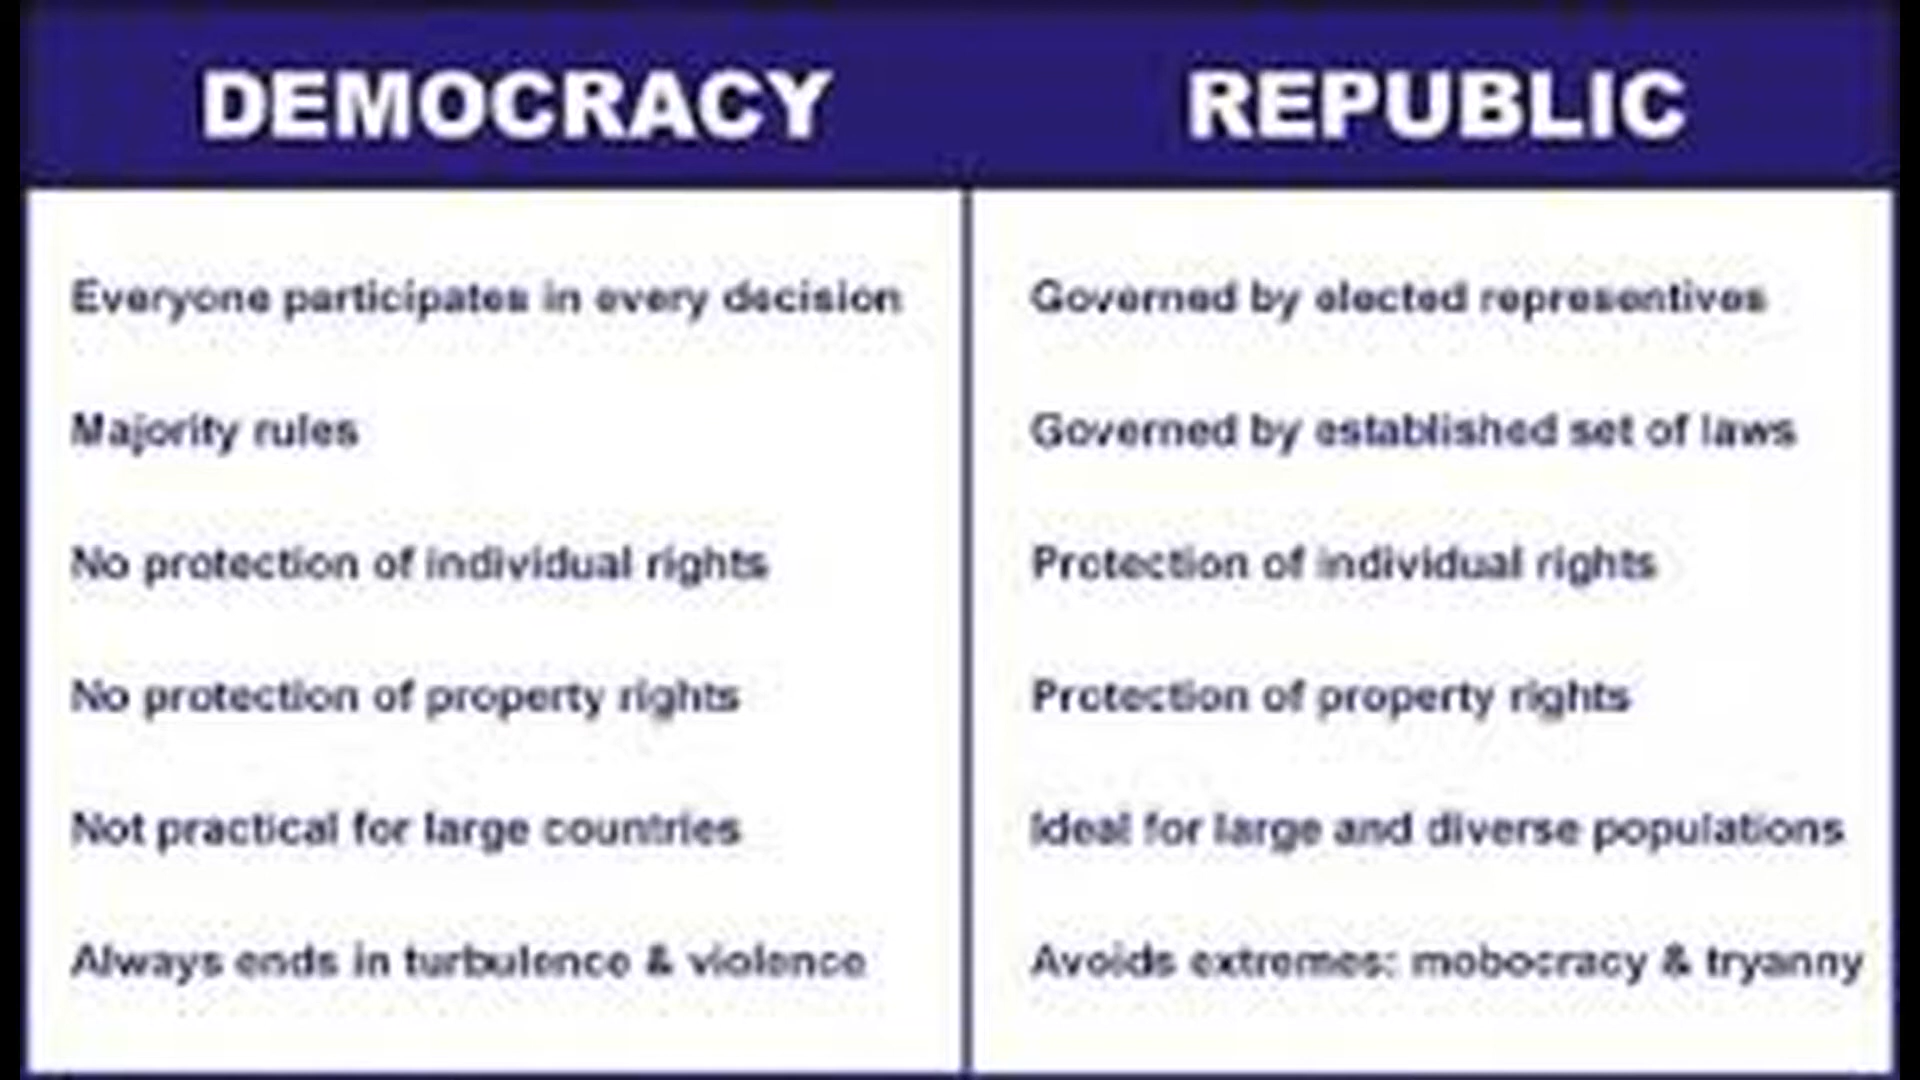 DEMOCRACY
REPUBLIC
Everyone participates in every decision
Governed by elected representives
Majority rules
Governed by established set of laws
No protection of individual rights
Protection of individual rights
No protection of property rights
Protection of property rights
Not practical for large countries
Ideal for large and diverse populations
Always ends in turbulence & violence
Avoids extremes: mobocracy & tryanny